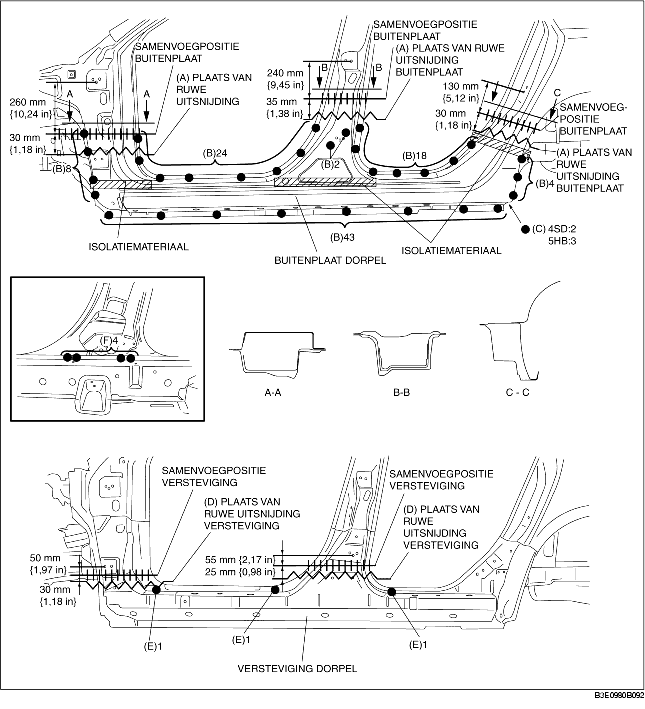 SAMENVOEGPOSITIE
BUITENPLAAT
(A) PLAATS VAN
RUWE
UITSNIJDING
A
A
260 mm
{10,24 in}
30 mm
{1,18 in}
(B)8
(B)24
SAMENVOEGPOSITIE
BUITENPLAAT
(A) PLAATS VAN RUWE
UITSNIJDING
BUITENPLAAT
B
B
240 mm
{9,45 in}
35 mm
{1,38 in}
(B)2
(B)18
130 mm
{5,12 in}
C
C
30 mm
{1,18 in}
SAMENVOEG-
POSITIE
BUITENPLAAT
(A) PLAATS VAN
RUWE
UITSNIJDING
BUITENPLAAT
(B)4
(C) 4SD:2
5HB:3
(B)43
ISOLATIEMATERIAAL
BUITENPLAAT DORPEL
ISOLATIEMATERIAAL
(F)4
A-A
B-B
C - C
SAMENVOEGPOSITIE
VERSTEVIGING
(D) PLAATS VAN
RUWE UITSNIJDING
VERSTEVIGING
50 mm
{1,97 in}
30 mm
{1,18 in}
SAMENVOEGPOSITIE
VERSTEVIGING
(D) PLAATS VAN
RUWE
UITSNIJDING
VERSTEVIGING
55 mm {2,17 in}
25 mm {0,98 in}
(E)1
(E)1
(E)1
VERSTEVIGING DORPEL
B3E0980B092